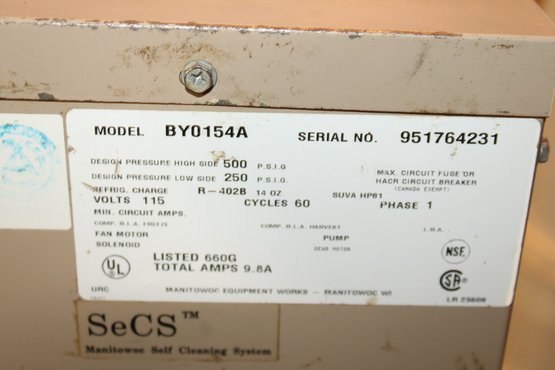 MODEL BY0154A SERIAL NO. 951764231
DESIGN PRESSURE HIGH SIDE 500 P.S.I.G
DESIGN PRESSURE LOW SIDE 250 P.S.I.G
MAX. CIRCUIT FUSE OR
HACR CIRCUIT BREAKER
(CANADA EXEMPT)
REFRIG. CHARGE R-402B 14 OZ SUVA HP81
VOLTS 115 CYCLES 60 PHASE 1
MIN. CIRCUIT AMPS.
COMP. R.L.A. FREEZE COMP. R.L.A. HARVEST L.R.A.
FAN MOTOR PUMP
SOLENOID GEAR MOTOR
NSF
UL LISTED 660G
TOTAL AMPS 9.8A
SA
URC MANITOWOC EQUIPMENT WORKS - MANITOWOC WI LR 25608
SeCS™
Manitowoc Self Cleaning System